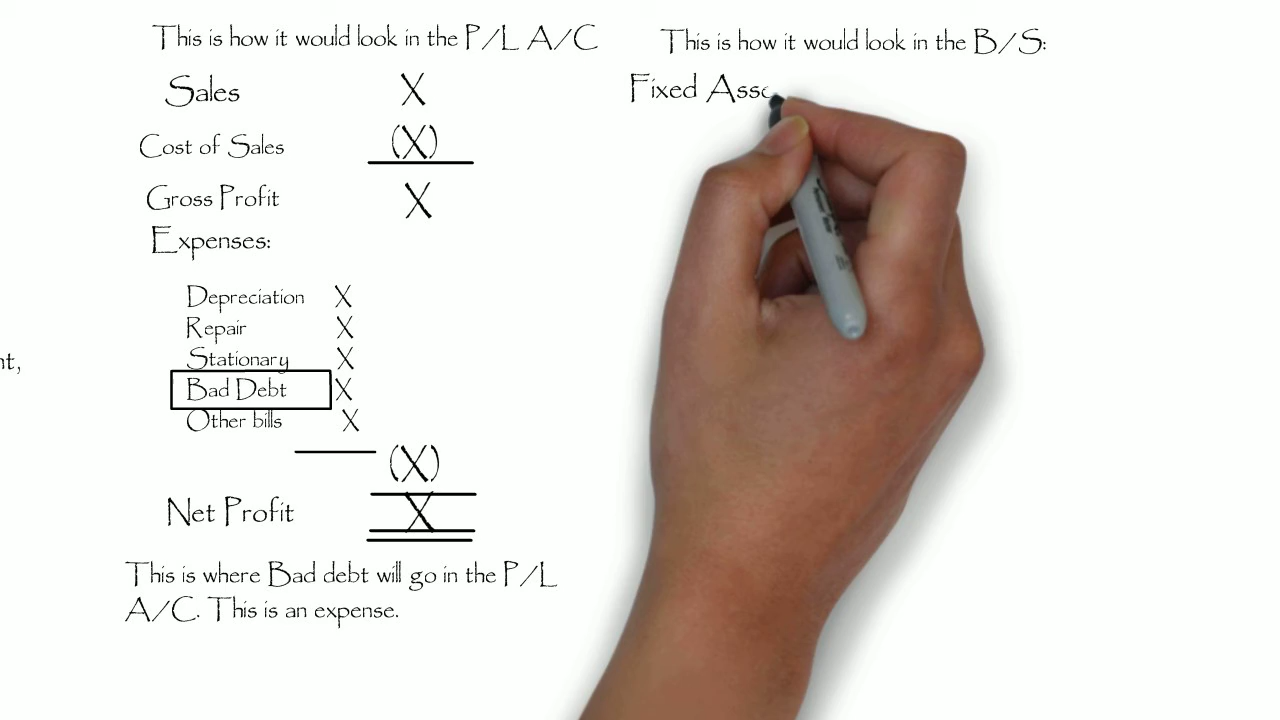 This is how it would look in the P/L A/C
Sales X
Cost of Sales (X)
Gross Profit X
Expenses:
Depreciation X
Repair X
Stationary X
Bad Debt X
Other bills X
(X)
Net Profit X
This is where Bad debt will go in the P/L
A/C. This is an expense.
nt,
This is how it would look in the B/S:
Fixed